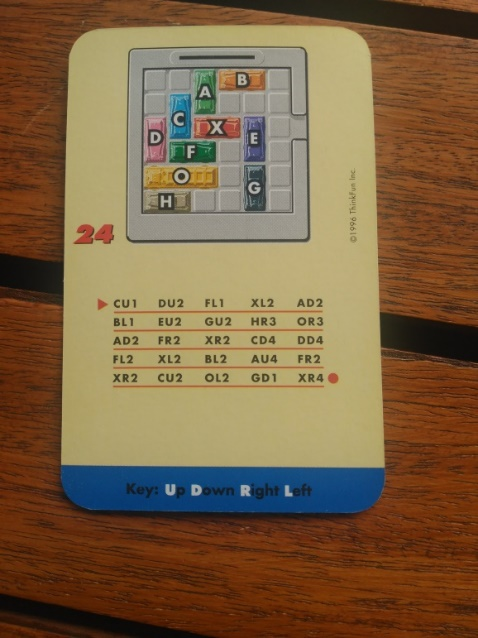 A B
C X
D E
F
O
G
H
©1996 ThinkFun Inc.
24
CU1 DU2 FL1 XL2 AD2
BL1 EU2 GU2 HR3 OR3
AD2 FR2 XR2 CD4 DD4
FL2 XL2 BL2 AU4 FR2
XR2 CU2 OL2 GD1 XR4
Key: Up Down Right Left